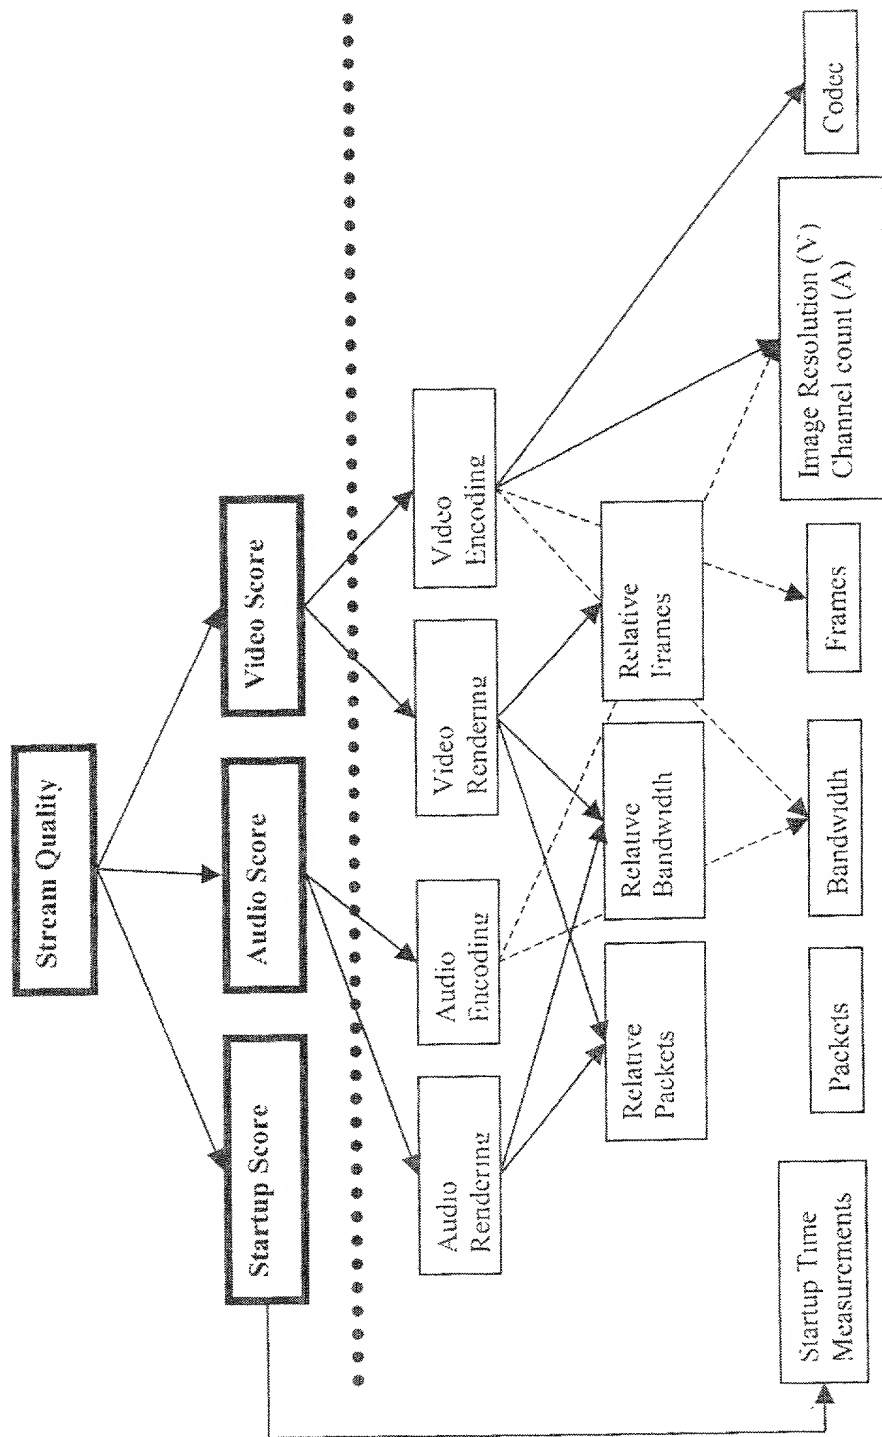 Stream Quality
Startup Score
Audio Score
Video Score
Audio
Rendering
Audio
Encoding
Video
Rendering
Video
Encoding
Relative
Packets
Relative
Bandwidth
Relative
Frames
Startup Time
Measurements
Packets
Bandwidth
Frames
Image Resolution (V)
Channel count (A)
Codec